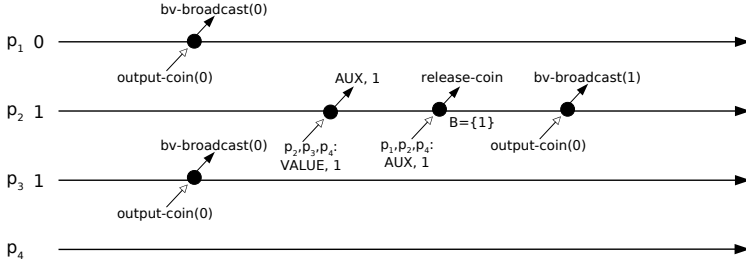 bv-broadcast(0)
p1 0
output-coin(0)
AUX, 1
release-coin
bv-broadcast(1)
p2 1
B={1}
p2,p3,p4:
VALUE, 1
p1,p2,p4:
AUX, 1
output-coin(0)
bv-broadcast(0)
p3 1
output-coin(0)
p4